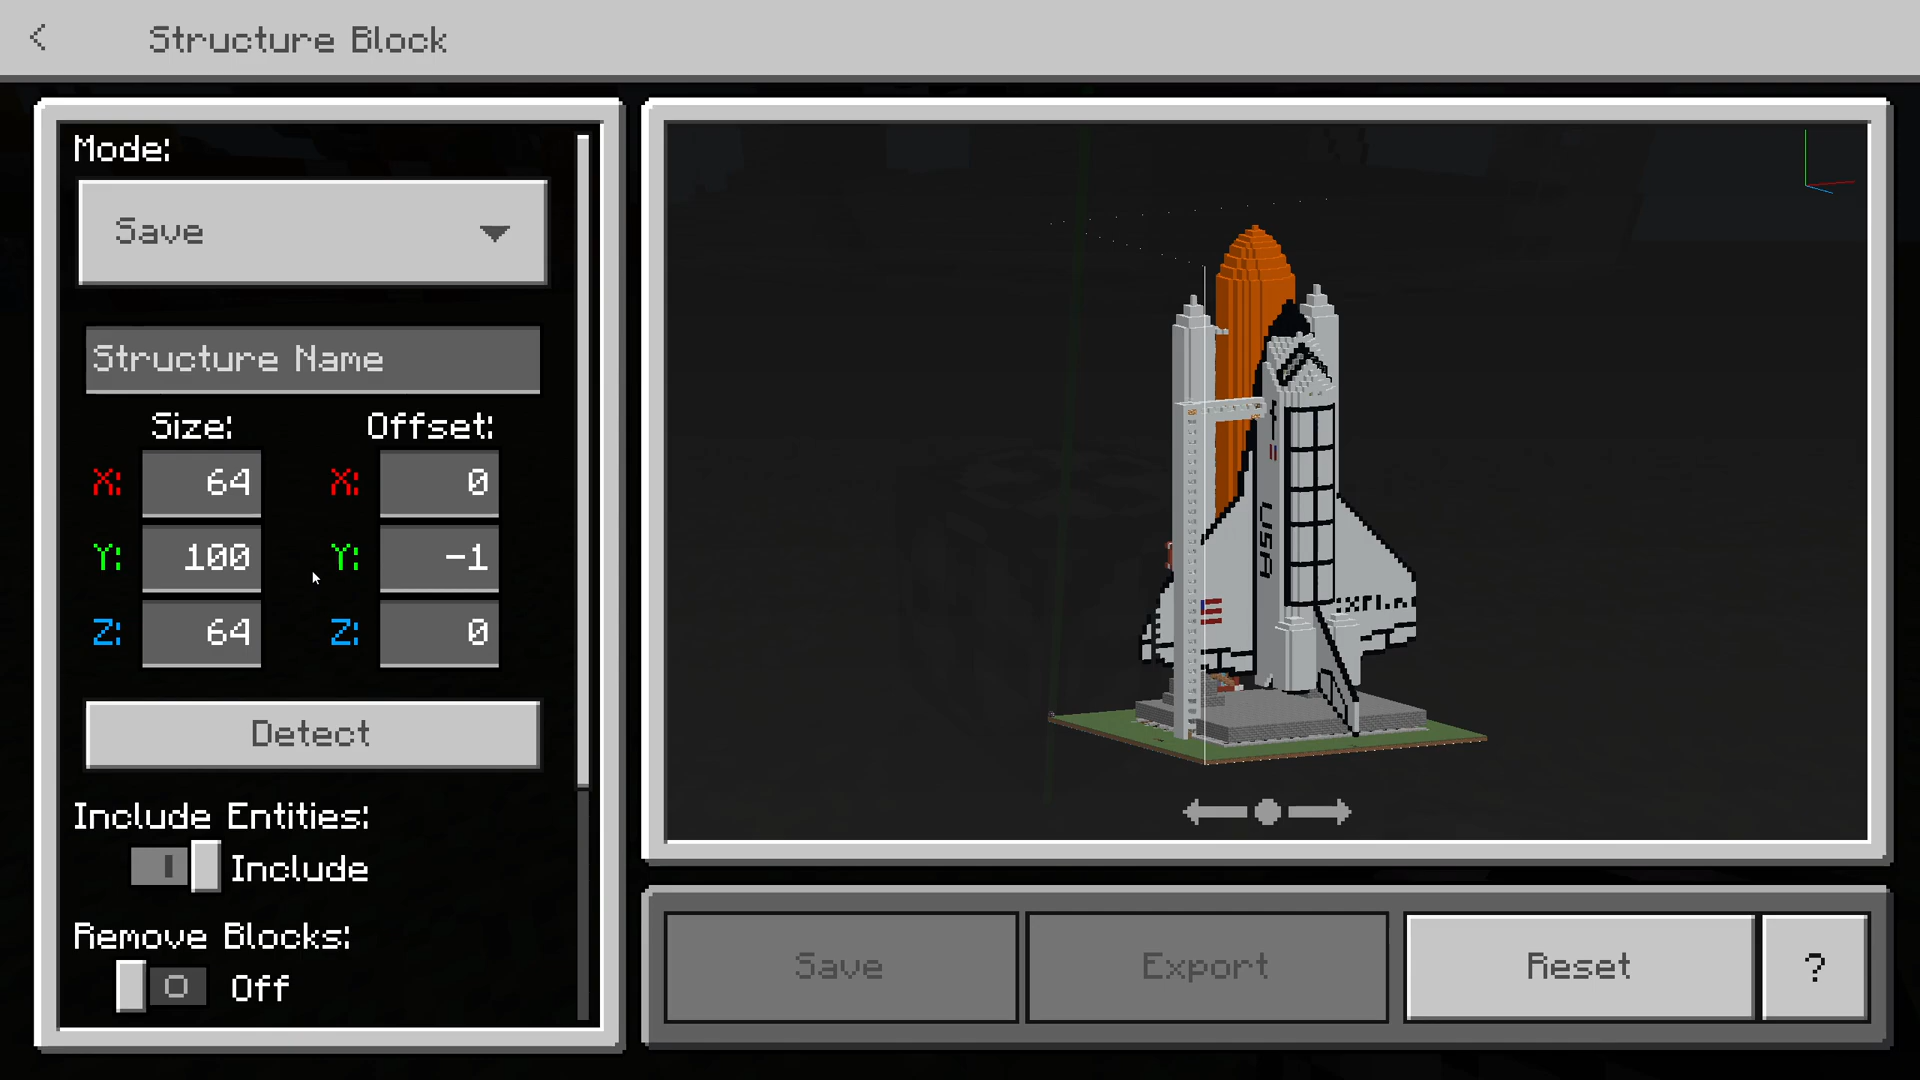 Structure Block
Mode:
Save
Structure Name
Size: Offset:
X: 64 X: 0
Y: 100 Y: -1
Z: 64 Z: 0
Detect
Include Entities:
Include
Remove Blocks:
Off
USA
Save Export Reset ?